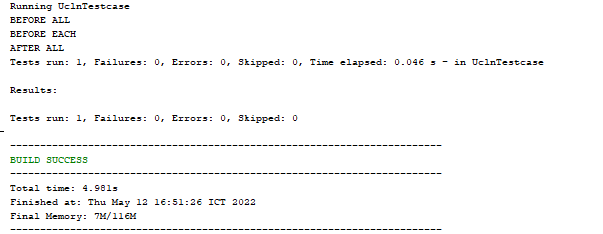 Running UclnTestcase
BEFORE ALL
BEFORE EACH
AFTER ALL
Tests run: 1, Failures: 0, Errors: 0, Skipped: 0, Time elapsed: 0.046 s - in UclnTestcase
Results:
Tests run: 1, Failures: 0, Errors: 0, Skipped: 0
------------------------------------------------------------------------
BUILD SUCCESS
------------------------------------------------------------------------
Total time: 4.981s
Finished at: Thu May 12 16:51:26 ICT 2022
Final Memory: 7M/116M
------------------------------------------------------------------------